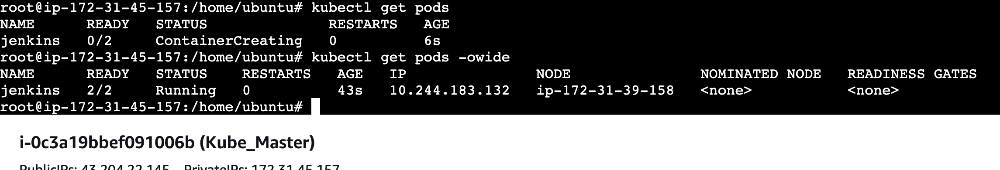 root@ip-172-31-45-157:/home/ubuntu# kubectl get pods
NAME READY STATUS RESTARTS AGE
jenkins 0/2 ContainerCreating 0 6s
root@ip-172-31-45-157:/home/ubuntu# kubectl get pods -owide
NAME READY STATUS RESTARTS AGE IP NODE NOMINATED NODE READINESS GATES
jenkins 2/2 Running 0 43s 10.244.183.132 ip-172-31-39-158 <none> <none>
root@ip-172-31-45-157:/home/ubuntu#
i-0c3a19bbef091006b (Kube_Master)
PublicIPs: 43.204.22.145 PrivateIPs: 172.31.45.157